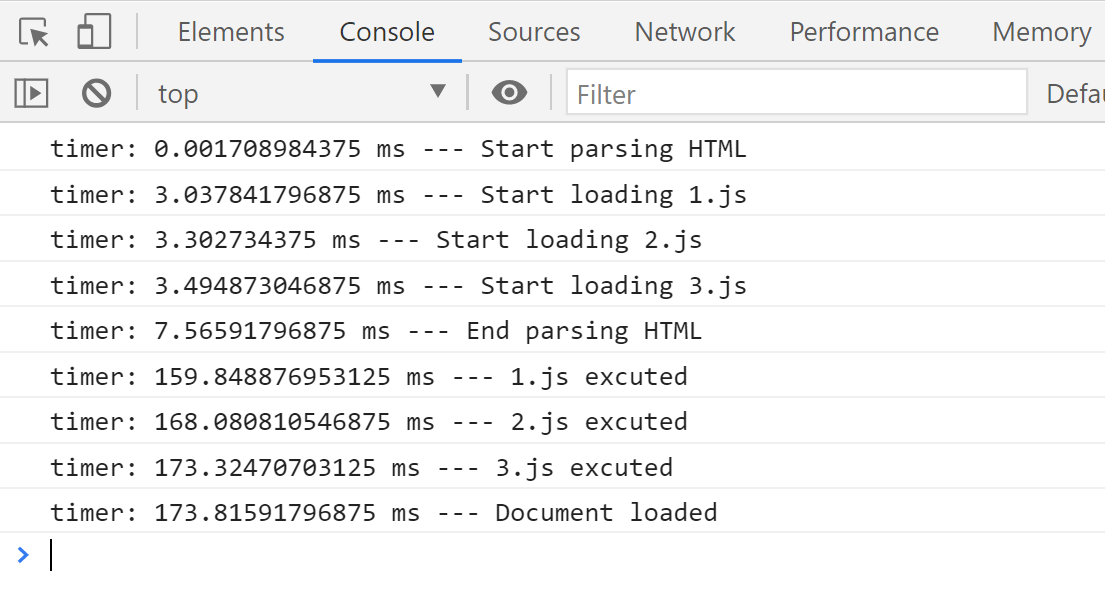 Elements Console Sources Network Performance Memory
top Filter Defau
timer: 0.001708984375 ms --- Start parsing HTML
timer: 3.037841796875 ms --- Start loading 1.js
timer: 3.302734375 ms --- Start loading 2.js
timer: 3.494873046875 ms --- Start loading 3.js
timer: 7.56591796875 ms --- End parsing HTML
timer: 159.848876953125 ms --- 1.js excuted
timer: 168.080810546875 ms --- 2.js excuted
timer: 173.32470703125 ms --- 3.js excuted
timer: 173.81591796875 ms --- Document loaded